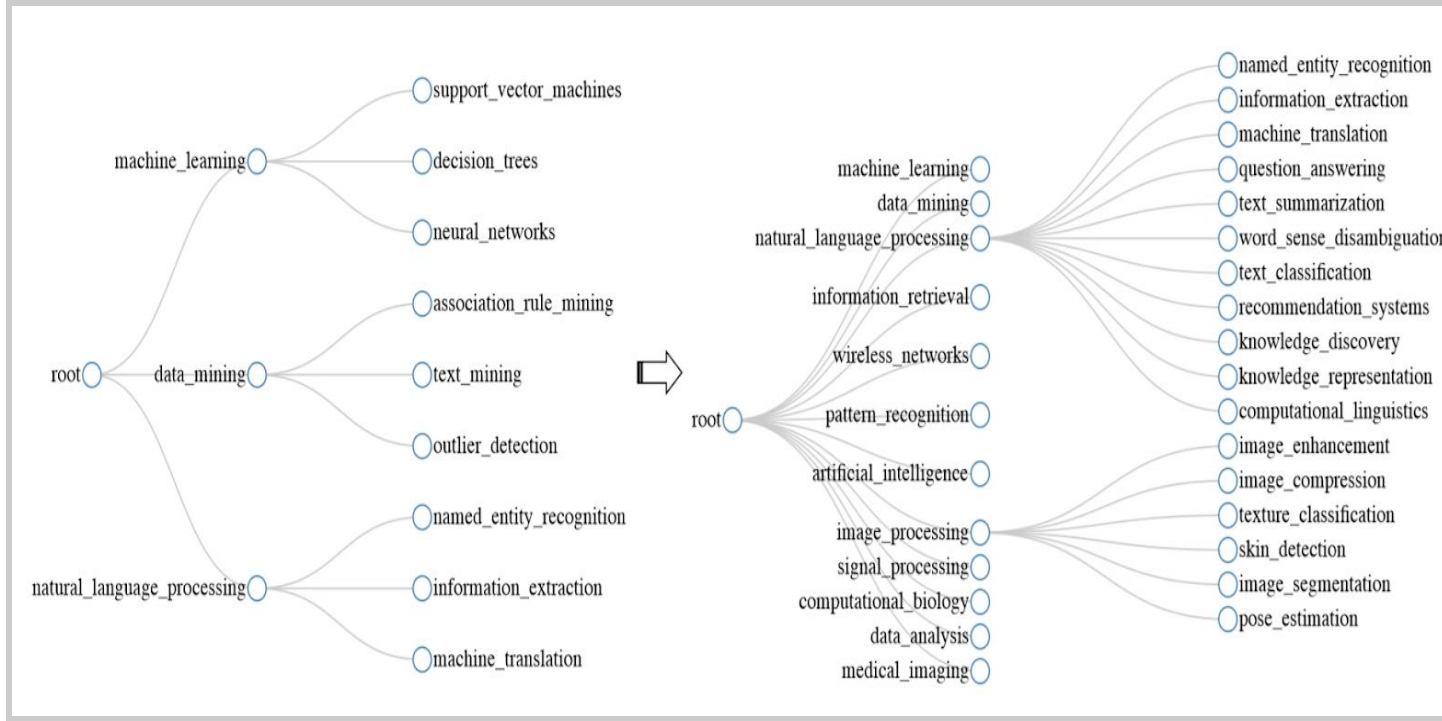 support_vector_machines
machine_learning
decision_trees
neural_networks
association_rule_mining
root
data_mining
text_mining
outlier_detection
named_entity_recognition
natural_language_processing
information_extraction
machine_translation
root
machine_learning
data_mining
natural_language_processing
information_retrieval
wireless_networks
pattern_recognition
artificial_intelligence
image_processing
signal_processing
computational_biology
data_analysis
medical_imaging
named_entity_recognition
information_extraction
machine_translation
question_answering
text_summarization
word_sense_disambiguation
text_classification
recommendation_systems
knowledge_discovery
knowledge_representation
computational_linguistics
image_enhancement
image_compression
texture_classification
skin_detection
image_segmentation
pose_estimation